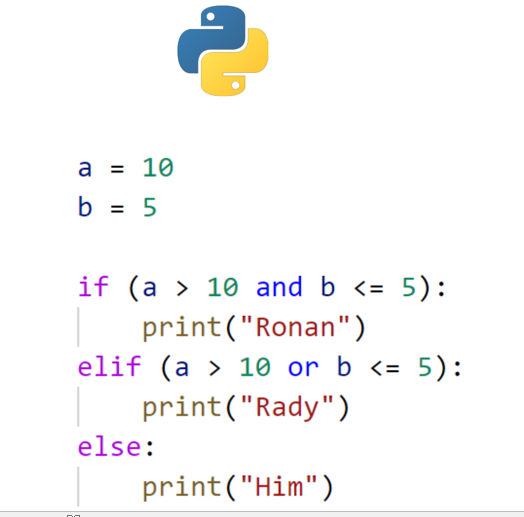 a = 10
b = 5
if (a > 10 and b <= 5):
    print("Ronan")
elif (a > 10 or b <= 5):
    print("Rady")
else:
    print("Him")